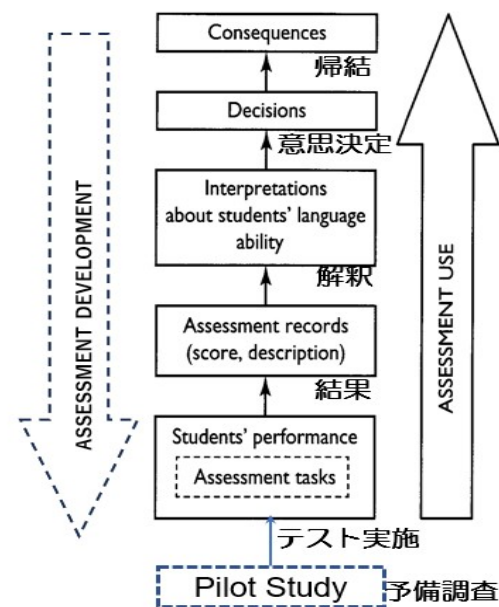 Consequences
帰結
Decisions
意思決定
Interpretations
about students' language
ability
解釈
Assessment records
(score, description)
結果
Students' performance
Assessment tasks
テスト実施
Pilot Study 予備調査
ASSESSMENT DEVELOPMENT
ASSESSMENT USE